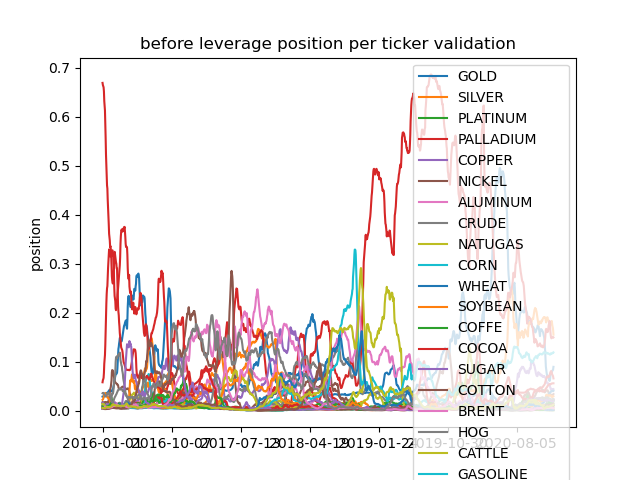 before leverage position per ticker validation
0.7
0.6
0.5
0.4
0.3
0.2
0.1
0.0
position
GOLD
SILVER
PLATINUM
PALLADIUM
COPPER
NICKEL
ALUMINUM
CRUDE
NATUGAS
CORN
WHEAT
SOYBEAN
COFFE
COCOA
SUGAR
COTTON
BRENT
HOG
CATTLE
GASOLINE
2016-01-01 2016-10-07 2017-07-13 2018-04-19 2019-01-24 2019-10-30 2020-08-05